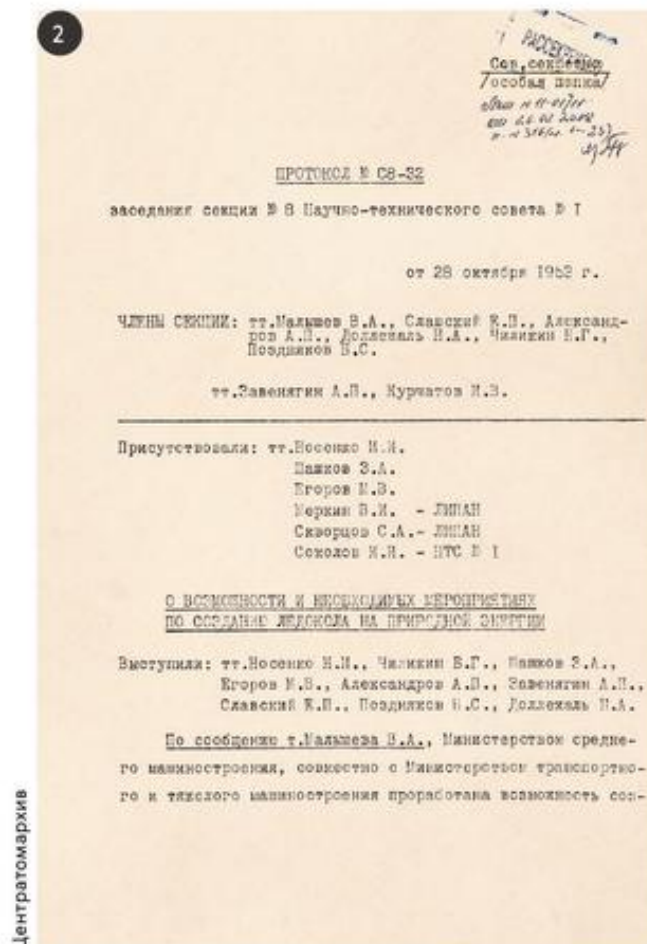 2
РАССЕКРЕЧЕНО
Сов.секретно
/особая папка/
ПРОТОКОЛ № С8-32
заседания секции № 8 Научно-технического совета № I
от 28 октября 1953 г.
ЧЛЕНЫ СЕКЦИИ: тт.Малышев В.А., Славский Е.П., Александ-
ров А.П., Доллежаль Н.А., Чиликин В.Г.,
Поздняков Б.С.
тт.Завенягин А.П., Курчатов И.В.
Присутствовали: тт.Носенко И.И.
Пашков З.А.
Егоров М.В.
Меркин В.И. - ЛИПАН
Скворцов С.А.- ЛИПАН
Соколов И.И. - НТС № I
О ВОЗМОЖНОСТИ И НЕОБХОДИМЫХ МЕРОПРИЯТИЯХ
ПО СОЗДАНИЮ ЛЕДОКОЛА НА ПРИРОДНОЙ ЭНЕРГИИ
Выступили: тт.Носенко И.И., Чиликин В.Г., Пашков З.А.,
Егоров М.В., Александров А.П., Завенягин А.П.,
Славский Е.П., Поздняков Б.С., Доллежаль Н.А.
По сообщению т.Малышева В.А., Министерством средне-
го машиностроения, совместно с Министерством транспортно-
го и тяжелого машиностроения проработана возможность соз-
Центратомархив